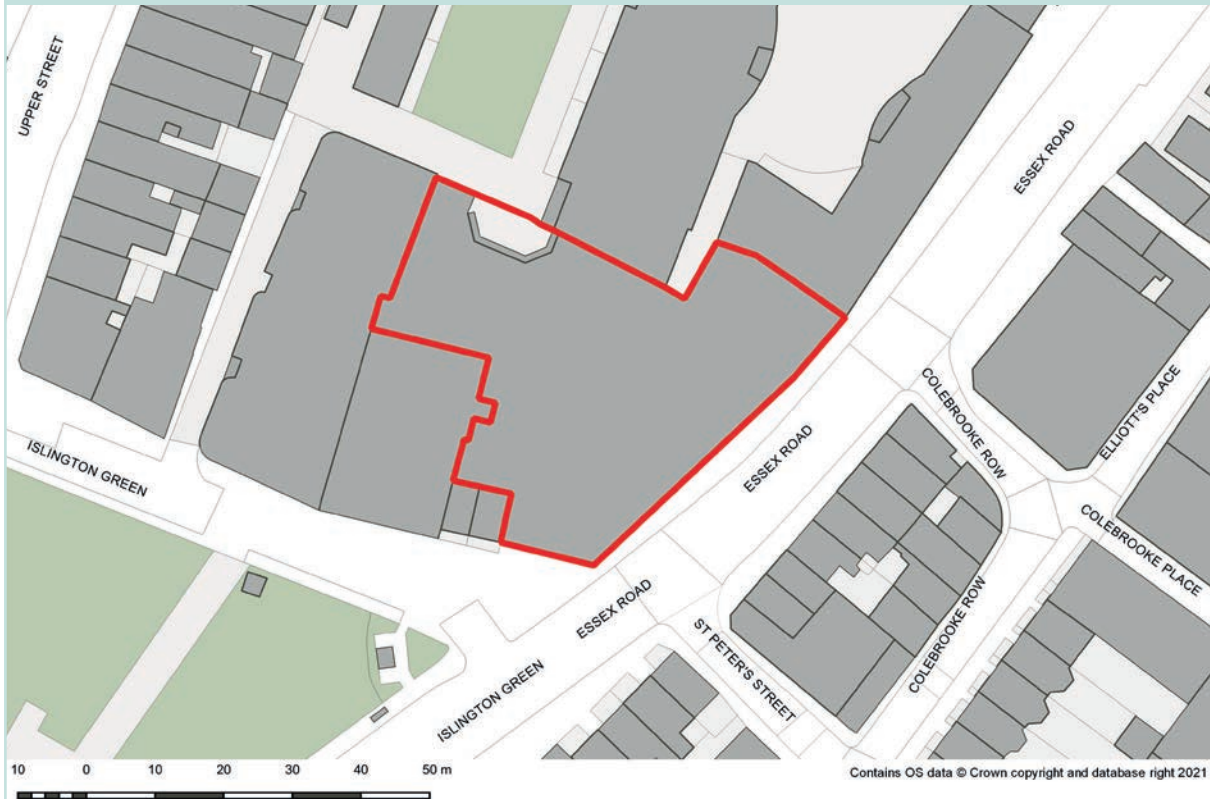 UPPER STREET
ESSEX ROAD
COLEBROOKE ROW
ELLIOTT'S PLACE
ISLINGTON GREEN
ESSEX ROAD
COLEBROOKE PLACE
ESSEX ROAD
ISLINGTON GREEN
ST PETER'S STREET
COLEBROOKE ROW
10 0 10 20 30 40 50 m
Contains OS data © Crown copyright and database right 2021